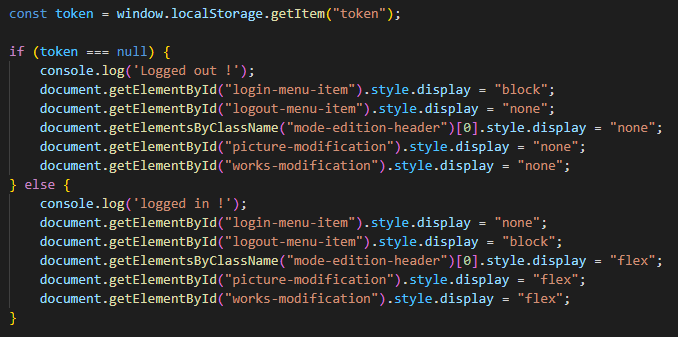 const token = window.localStorage.getItem("token");
if (token === null) {
console.log('Logged out !');
document.getElementById("login-menu-item").style.display = "block";
document.getElementById("logout-menu-item").style.display = "none";
document.getElementsByClassName("mode-edition-header")[0].style.display = "none";
document.getElementById("picture-modification").style.display = "none";
document.getElementById("works-modification").style.display = "none";
} else {
console.log('logged in !');
document.getElementById("login-menu-item").style.display = "none";
document.getElementById("logout-menu-item").style.display = "block";
document.getElementsByClassName("mode-edition-header")[0].style.display = "flex";
document.getElementById("picture-modification").style.display = "flex";
document.getElementById("works-modification").style.display = "flex";
}